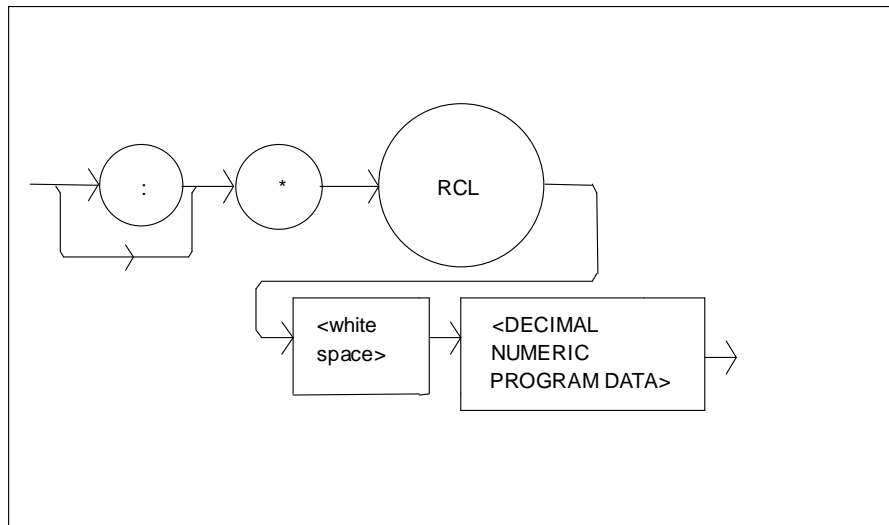 :
*
RCL
<white
space>
<DECIMAL
NUMERIC
PROGRAM DATA>